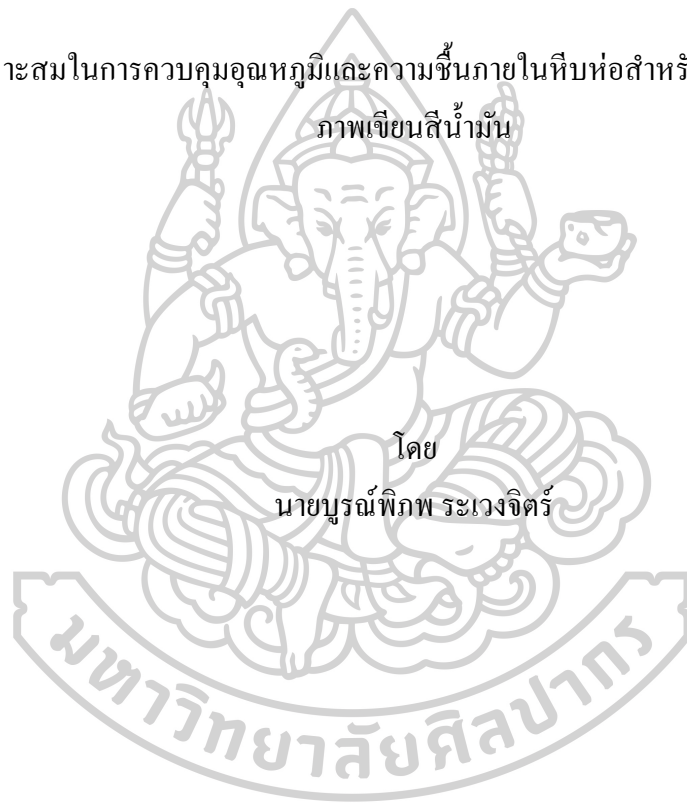 าะสมในการควบคุมอุณหภูมิและความชื้นภายในหีบห่อสำหรั
ภาพเขียนสีน้ำมัน
โดย
นายบูรณ์พิภพ ระเวงจิตร์
มหาวิทยาลัยศิลปากร